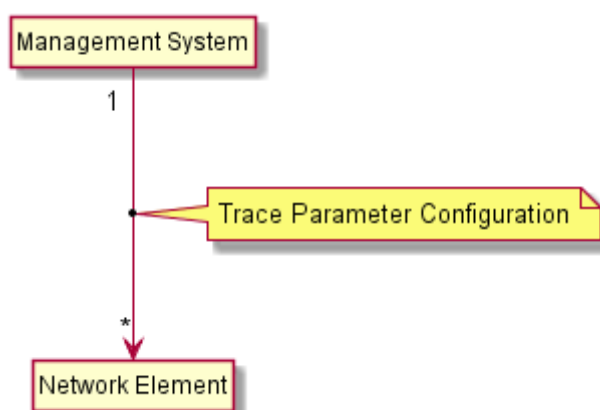 Management System
1
Trace Parameter Configuration
*
Network Element